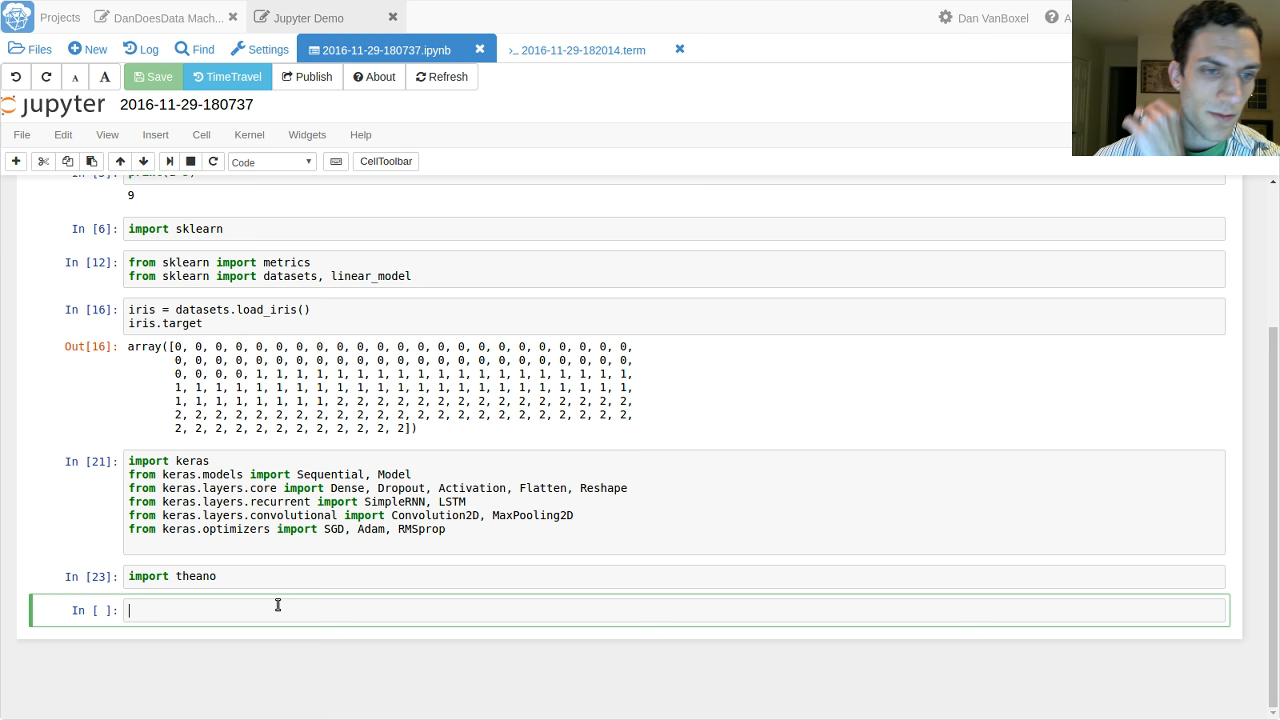 Projects DanDoesData Mach... Jupyter Demo Dan VanBoxel
Files New Log Find Settings 2016-11-29-180737.ipynb >_ 2016-11-29-182014.term
A A Save TimeTravel Publish About Refresh
jupyter 2016-11-29-180737
File Edit View Insert Cell Kernel Widgets Help
Code CellToolbar
9
In [6]: import sklearn
In [12]: from sklearn import metrics
from sklearn import datasets, linear_model
In [16]: iris = datasets.load_iris()
iris.target
Out[16]: array([0, 0, 0, 0, 0, 0, 0, 0, 0, 0, 0, 0, 0, 0, 0, 0, 0, 0, 0, 0, 0, 0, 0,
0, 0, 0, 0, 0, 0, 0, 0, 0, 0, 0, 0, 0, 0, 0, 0, 0, 0, 0, 0, 0, 0, 0,
0, 0, 0, 0, 1, 1, 1, 1, 1, 1, 1, 1, 1, 1, 1, 1, 1, 1, 1, 1, 1, 1, 1,
1, 1, 1, 1, 1, 1, 1, 1, 1, 1, 1, 1, 1, 1, 1, 1, 1, 1, 1, 1, 1, 1, 1,
1, 1, 1, 1, 1, 1, 1, 1, 2, 2, 2, 2, 2, 2, 2, 2, 2, 2, 2, 2, 2, 2, 2,
2, 2, 2, 2, 2, 2, 2, 2, 2, 2, 2, 2, 2, 2, 2, 2, 2, 2, 2, 2, 2, 2, 2,
2, 2, 2, 2, 2, 2, 2, 2, 2, 2, 2, 2])
In [21]: import keras
from keras.models import Sequential, Model
from keras.layers.core import Dense, Dropout, Activation, Flatten, Reshape
from keras.layers.recurrent import SimpleRNN, LSTM
from keras.layers.convolutional import Convolution2D, MaxPooling2D
from keras.optimizers import SGD, Adam, RMSprop
In [23]: import theano
In [ ]: